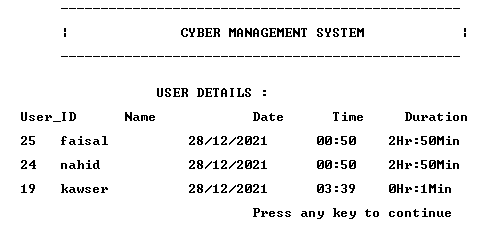 --------------------------------------------------
¦ CYBER MANAGEMENT SYSTEM ¦
--------------------------------------------------
USER DETAILS :
User_ID Name Date Time Duration
25 faisal 28/12/2021 00:50 2Hr:50Min
24 nahid 28/12/2021 00:50 2Hr:50Min
19 kawser 28/12/2021 03:39 0Hr:1Min
Press any key to continue